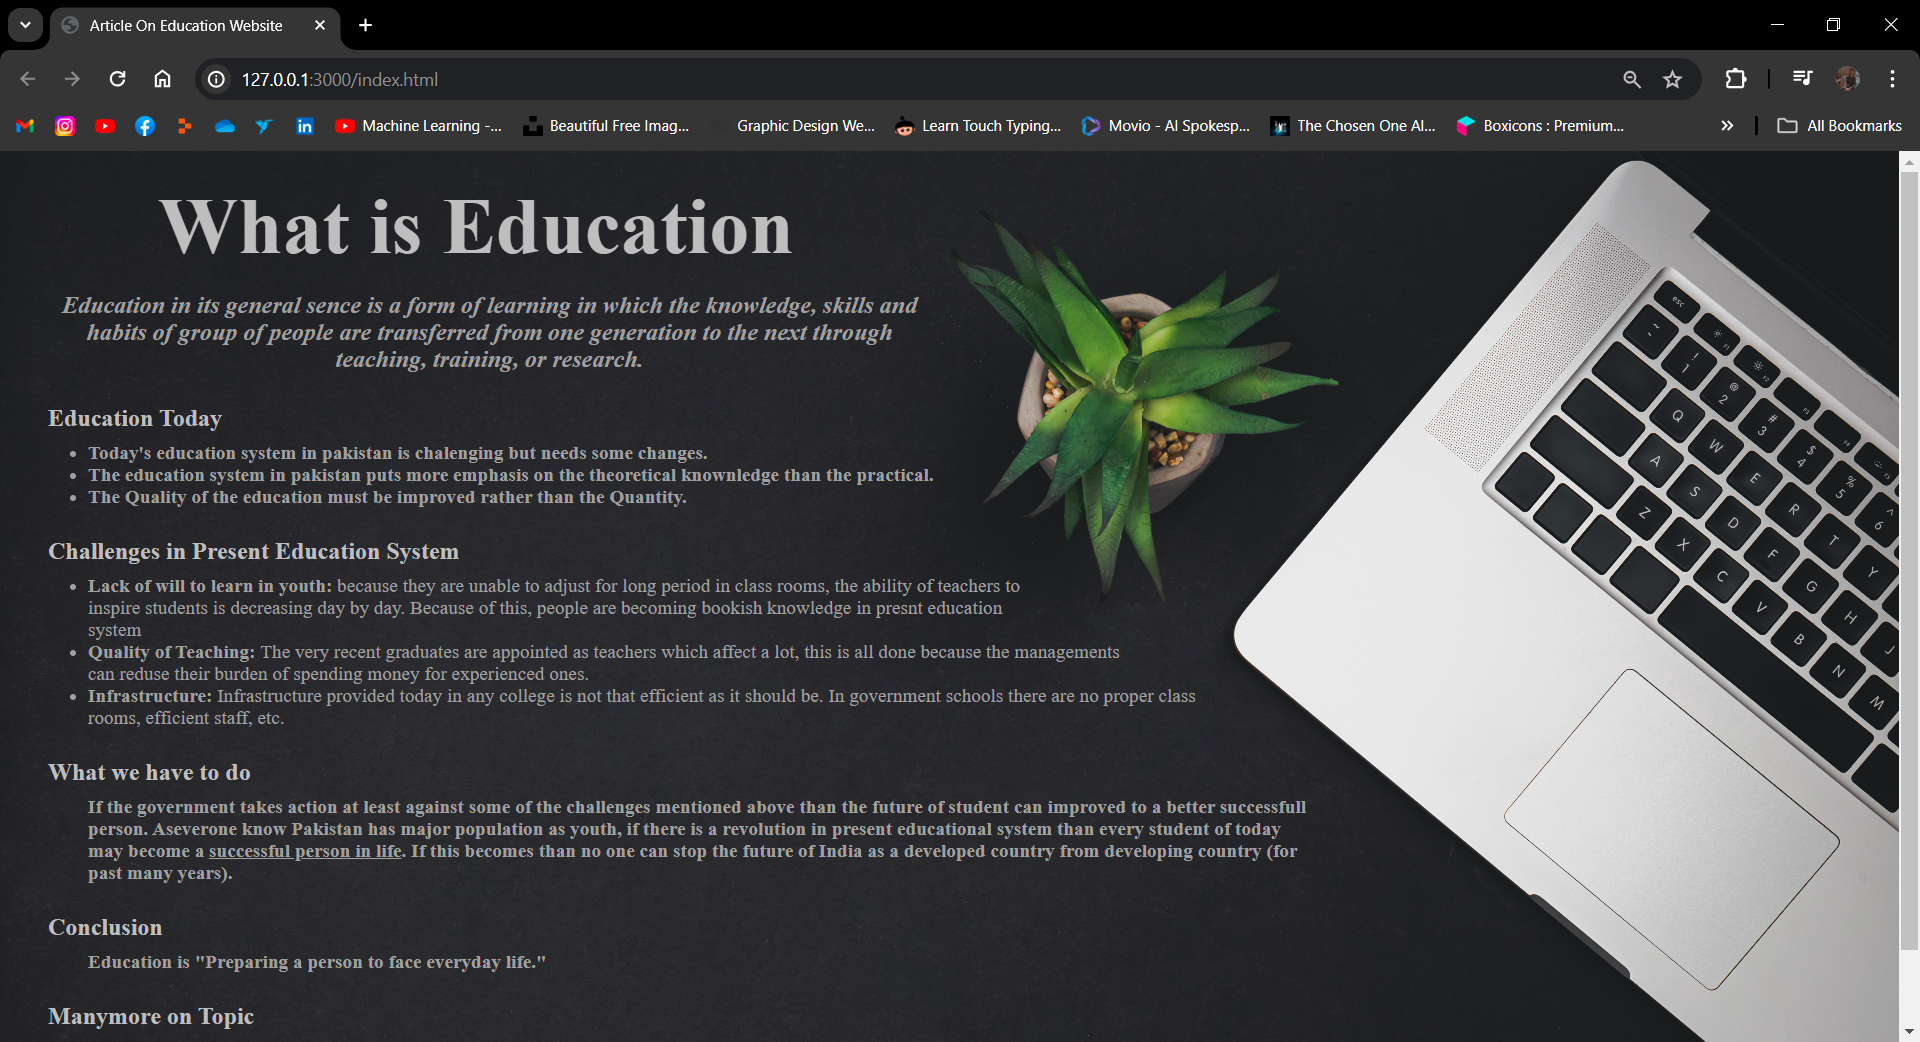 Article On Education Website
127.0.0.1:3000/index.html
Machine Learning -...
Beautiful Free Imag...
Graphic Design We...
Learn Touch Typing...
Movio - AI Spokesp...
The Chosen One Al...
Boxicons : Premium...
All Bookmarks
What is Education
Education in its general sence is a form of learning in which the knowledge, skills and
habits of group of people are transferred from one generation to the next through
teaching, training, or research.
Education Today
Today's education system in pakistan is chalenging but needs some changes.
The education system in pakistan puts more emphasis on the theoretical knownledge than the practical.
The Quality of the education must be improved rather than the Quantity.
Challenges in Present Education System
Lack of will to learn in youth: because they are unable to adjust for long period in class rooms, the ability of teachers to
inspire students is decreasing day by day. Because of this, people are becoming bookish knowledge in presnt education
system
Quality of Teaching: The very recent graduates are appointed as teachers which affect a lot, this is all done because the managements
can reduse their burden of spending money for experienced ones.
Infrastructure: Infrastructure provided today in any college is not that efficient as it should be. In government schools there are no proper class
rooms, efficient staff, etc.
What we have to do
If the government takes action at least against some of the challenges mentioned above than the future of student can improved to a better successfull
person. Aseverone know Pakistan has major population as youth, if there is a revolution in present educational system than every student of today
may become a successful person in life. If this becomes than no one can stop the future of India as a developed country from developing country (for
past many years).
Conclusion
Education is "Preparing a person to face everyday life."
Manymore on Topic
esc
F1
F2
~
!
1
@
2
#
3
$
4
%
5
^
6
Q
W
E
R
T
Y
A
S
D
F
G
H
J
Z
X
C
V
B
N
M